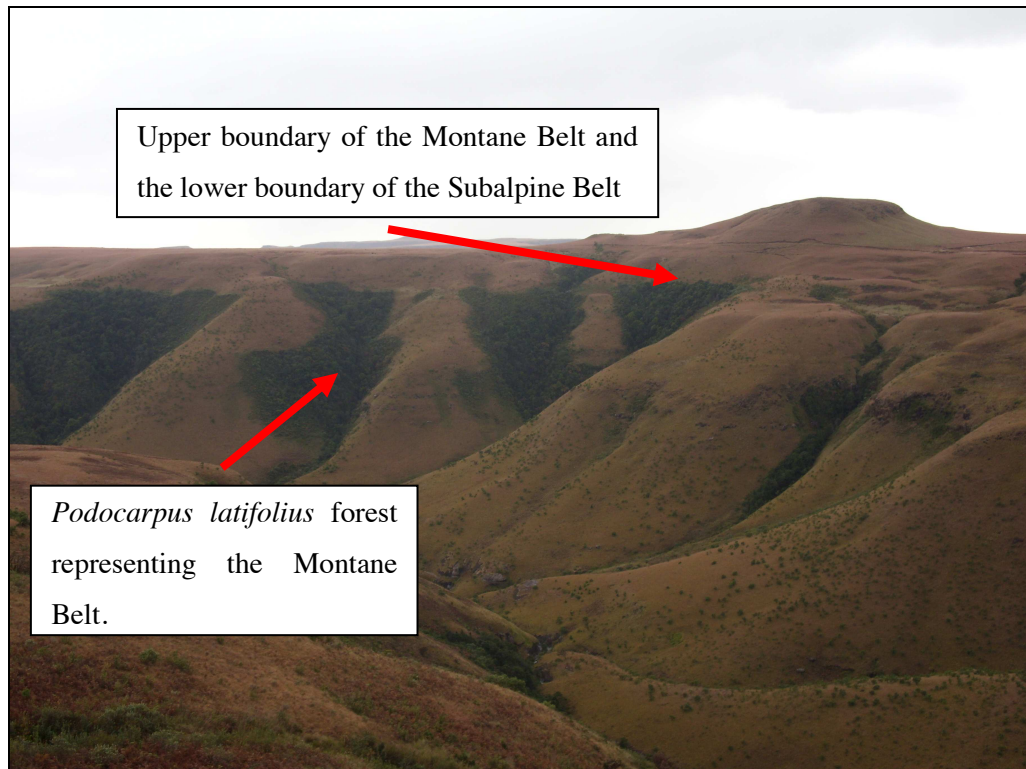 Upper boundary of the Montane Belt and
the lower boundary of the Subalpine Belt
Podocarpus latifolius forest
representing the Montane
Belt.